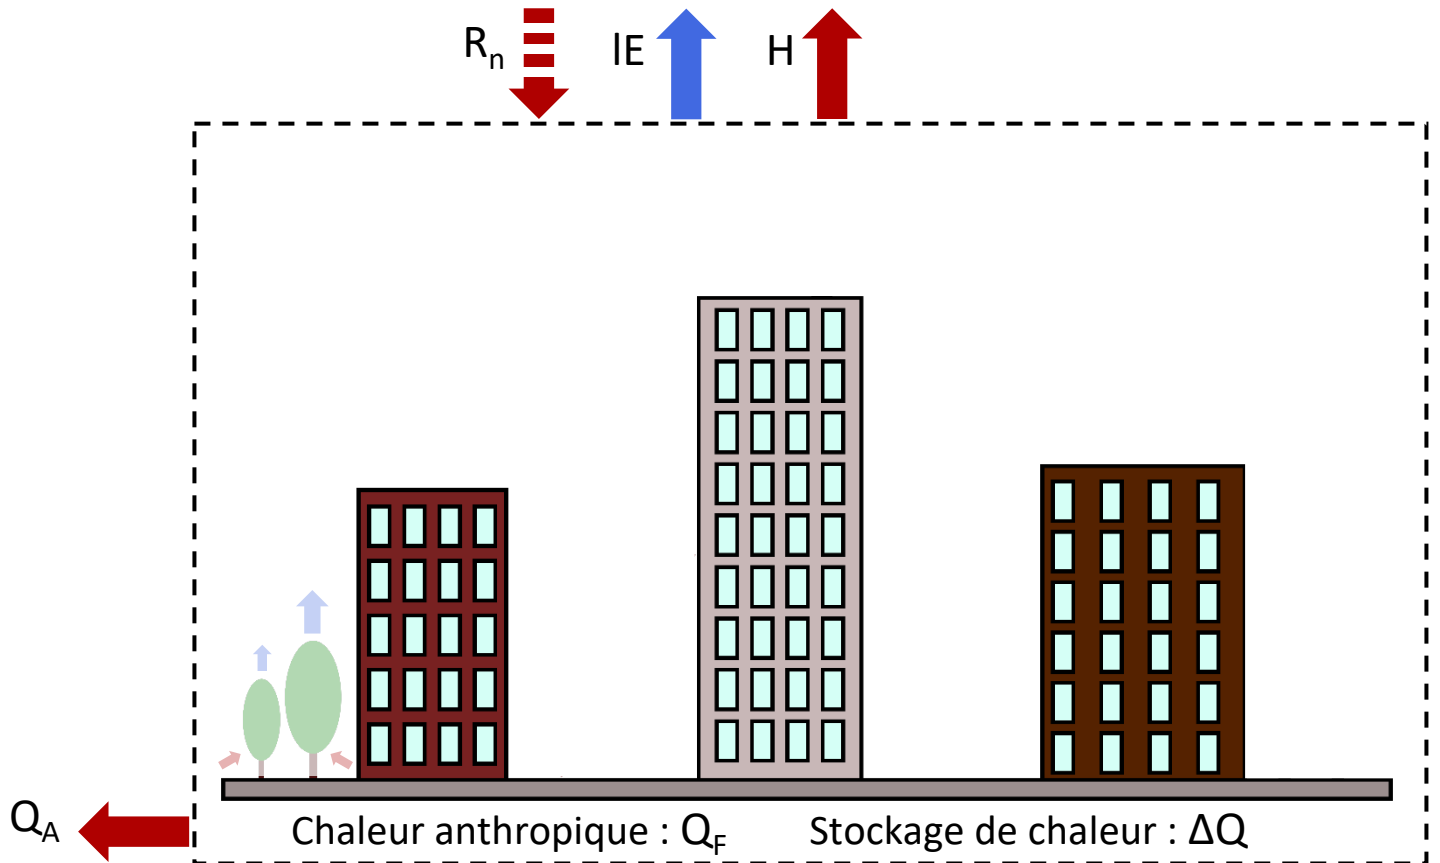 Rn
lE
H
QA
Chaleur anthropique : QF
Stockage de chaleur : ΔQ